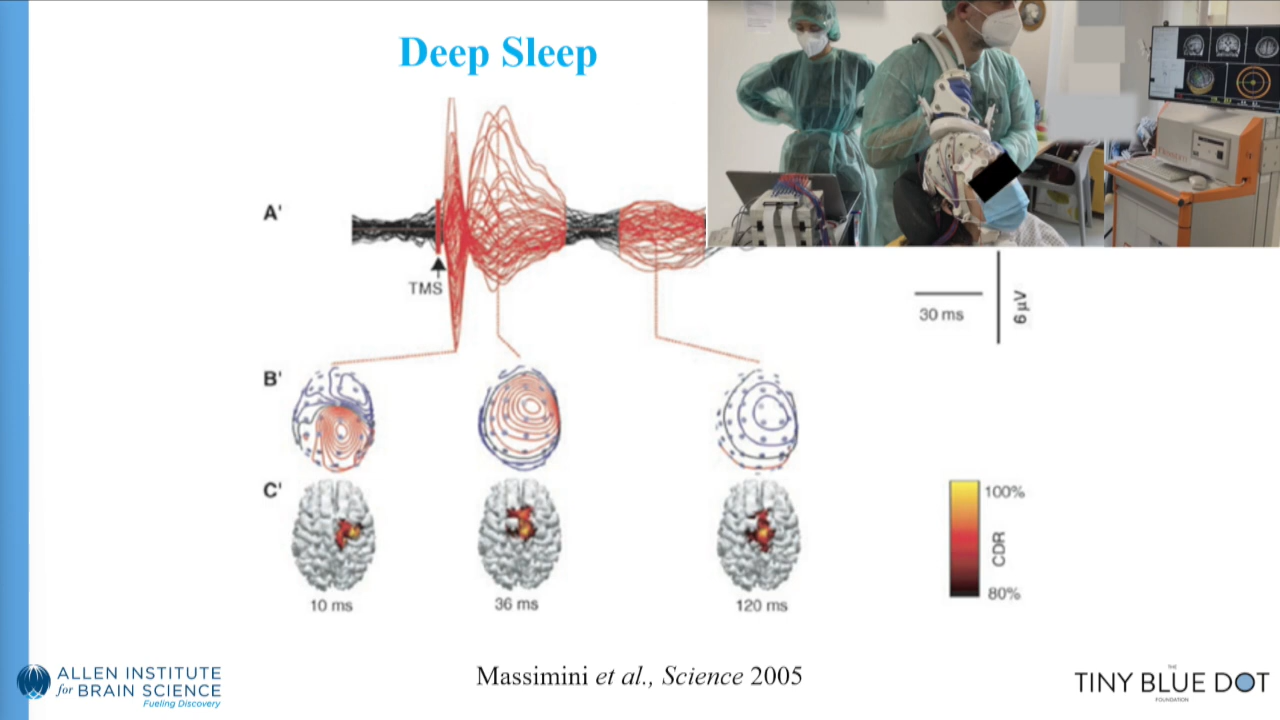 Deep Sleep
A'
TMS
30 ms
6 µV
B'
C'
10 ms
36 ms
120 ms
100%
CDR
80%
Massimini et al., Science 2005
ALLEN INSTITUTE
for BRAIN SCIENCE
Fueling Discovery
THE
TINY BLUE DOT
FOUNDATION